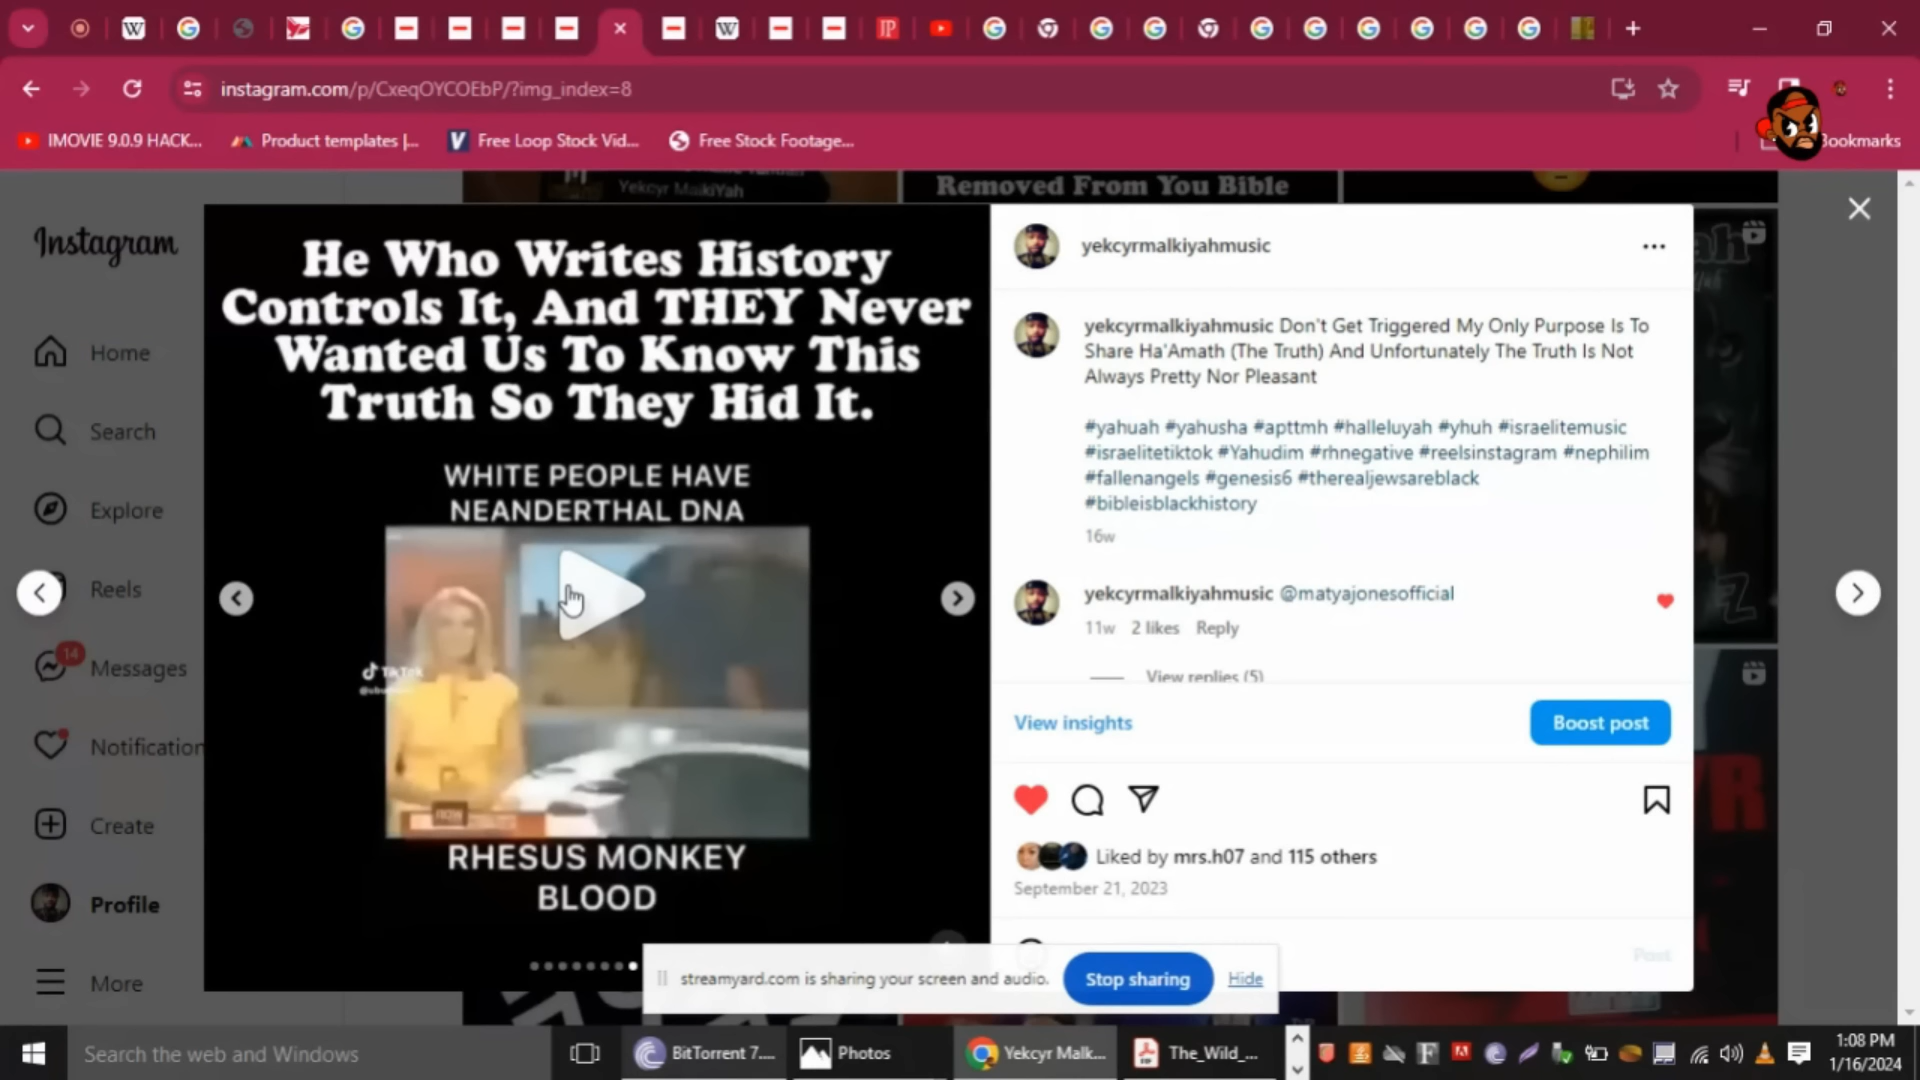 instagram.com/p/CxeqOYCOEbP/?img_index=8
IMOVIE 9.0.9 HACK...
Product templates |...
Free Loop Stock Vid...
Free Stock Footage...
Bookmarks
Yekcyr MalkiYah
Removed From You Bible
Instagram
Home
Search
Explore
Reels
14
Messages
Notification
Create
Profile
More
He Who Writes History
Controls It, And THEY Never
Wanted Us To Know This
Truth So They Hid It.
WHITE PEOPLE HAVE
NEANDERTHAL DNA
TikTok
RHESUS MONKEY
BLOOD
yekcyrmalkiyahmusic
yekcyrmalkiyahmusic Don't Get Triggered My Only Purpose Is To
Share Ha'Amath (The Truth) And Unfortunately The Truth Is Not
Always Pretty Nor Pleasant
#yahuah #yahusha #apttmh #halleluyah #yhuh #israelitemusic
#israelitetiktok #Yahudim #rhnegative #reelsinstagram #nephilim
#fallenangels #genesis6 #therealjewsareblack
#bibleisblackhistory
16w
yekcyrmalkiyahmusic @matyajonesofficial
11w 2 likes Reply
View replies (5)
View insights
Boost post
Liked by mrs.h07 and 115 others
September 21, 2023
Post
streamyard.com is sharing your screen and audio.
Stop sharing
Hide
Search the web and Windows
BitTorrent 7....
Photos
Yekcyr Malk...
The_Wild_...
1:08 PM
1/16/2024